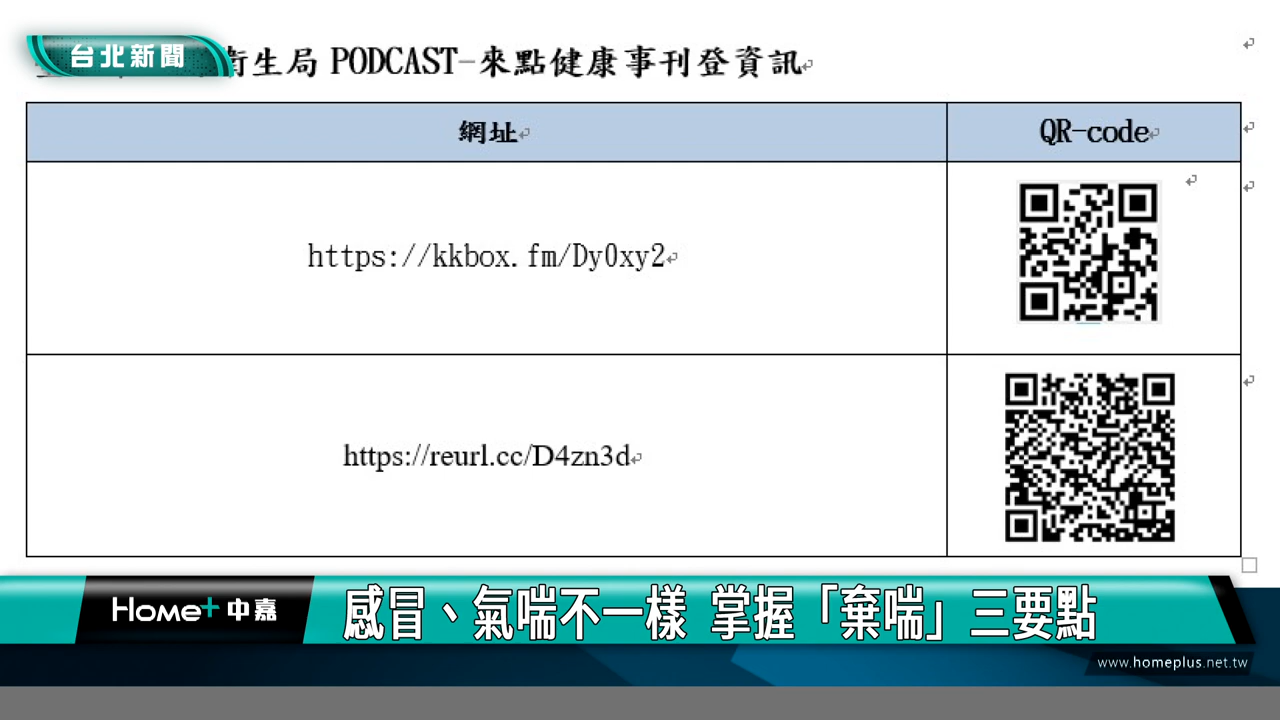 台北新聞
衛生局 PODCAST-來點健康事刊登資訊
網址
QR-code
https://kkbox.fm/Dy0xy2
https://reurl.cc/D4zn3d
Home+中嘉
感冒、氣喘不一樣 掌握「棄喘」三要點
www.homeplus.net.tw